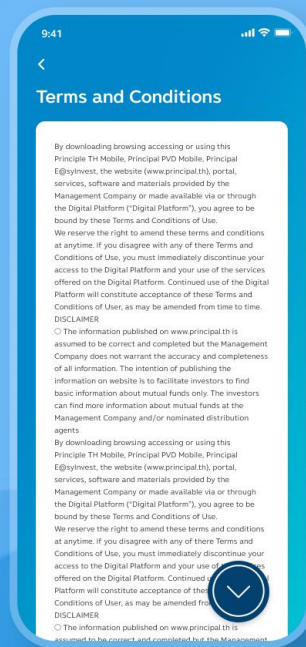 9:41
Terms and Conditions
By downloading browsing accessing or using this
Principle TH Mobile, Principal PVD Mobile, Principal
E@syInvest, the website (www.principal.th), portal,
services, software and materials provided by the
Management Company or made available via or through
the Digital Platform ("Digital Platform"), you agree to be
bound by these Terms and Conditions of Use.
We reserve the right to amend these terms and conditions
at anytime. If you disagree with any of there Terms and
Conditions of Use, you must immediately discontinue your
access to the Digital Platform and your use of the services
offered on the Digital Platform. Continued use of the Digital
Platform will constitute acceptance of these Terms and
Conditions of User, as may be amended from time to time.
DISCLAIMER
○ The information published on www.principal.th is
assumed to be correct and completed but the Management
Company does not warrant the accuracy and completeness
of all information. The intention of publishing the
information on website is to facilitate investors to find
basic information about mutual funds only. The investors
can find more information about mutual funds at the
Management Company and/or nominated distribution
agents
By downloading browsing accessing or using this
Principle TH Mobile, Principal PVD Mobile, Principal
E@syInvest, the website (www.principal.th), portal,
services, software and materials provided by the
Management Company or made available via or through
the Digital Platform ("Digital Platform"), you agree to be
bound by these Terms and Conditions of Use.
We reserve the right to amend these terms and conditions
at anytime. If you disagree with any of there Terms and
Conditions of Use, you must immediately discontinue your
access to the Digital Platform and your use of
offered on the Digital Platform. Continued
Platform will constitute acceptance of these
Conditions of User, as may be amended from
DISCLAIMER
○ The information published on www.principal.th is
assumed to be correct and completed but the Management